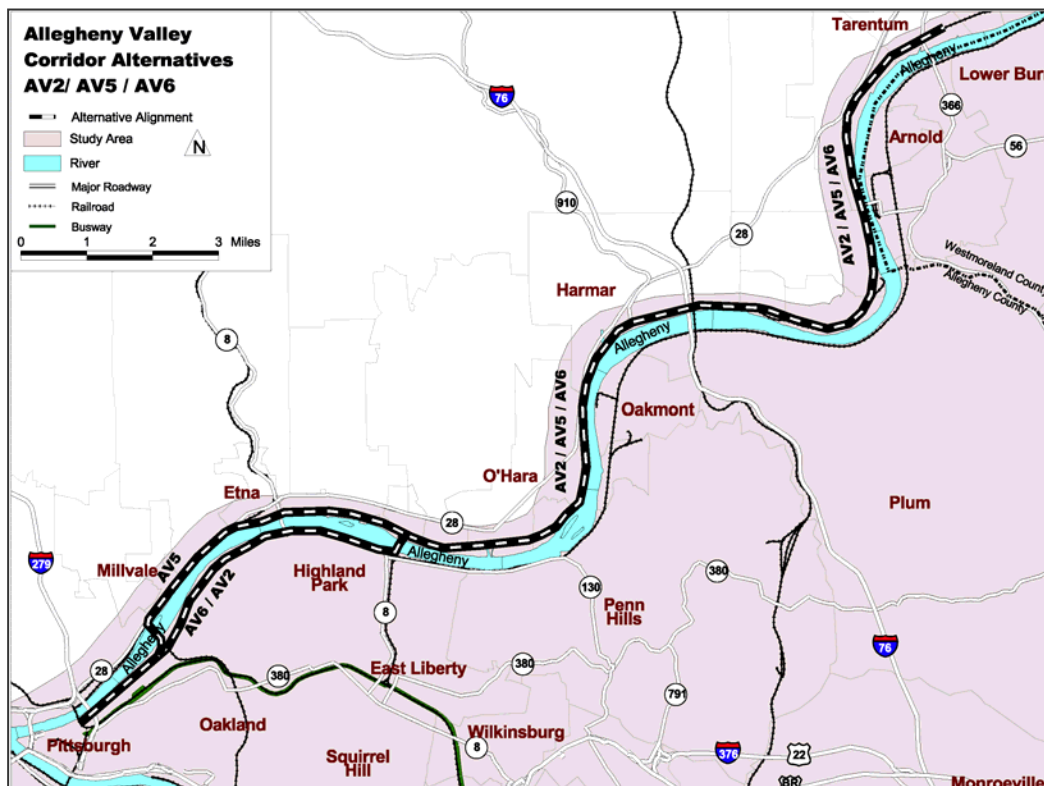 Allegheny Valley
Corridor Alternatives
AV2/ AV5 / AV6
Alternative Alignment
Study Area
N
River
Major Roadway
Railroad
Busway
0 1 2 3 Miles
Tarentum
Allegheny
Lower Burr
76
366
Arnold
56
AV2 / AV5 / AV6
910
28
Westmoreland County
Allegheny County
Harmar
8
Allegheny
AV2 / AV5 / AV6
Oakmont
O'Hara
Etna
Plum
28
279
Millvale
AV5
Highland
Park
Allegheny
AV6 / AV2
8
130
380
Penn
Hills
Allegheny
28
East Liberty
380
380
76
791
Oakland
Pittsburgh
Wilkinsburg
8
Squirrel
Hill
376
22
Monroeville